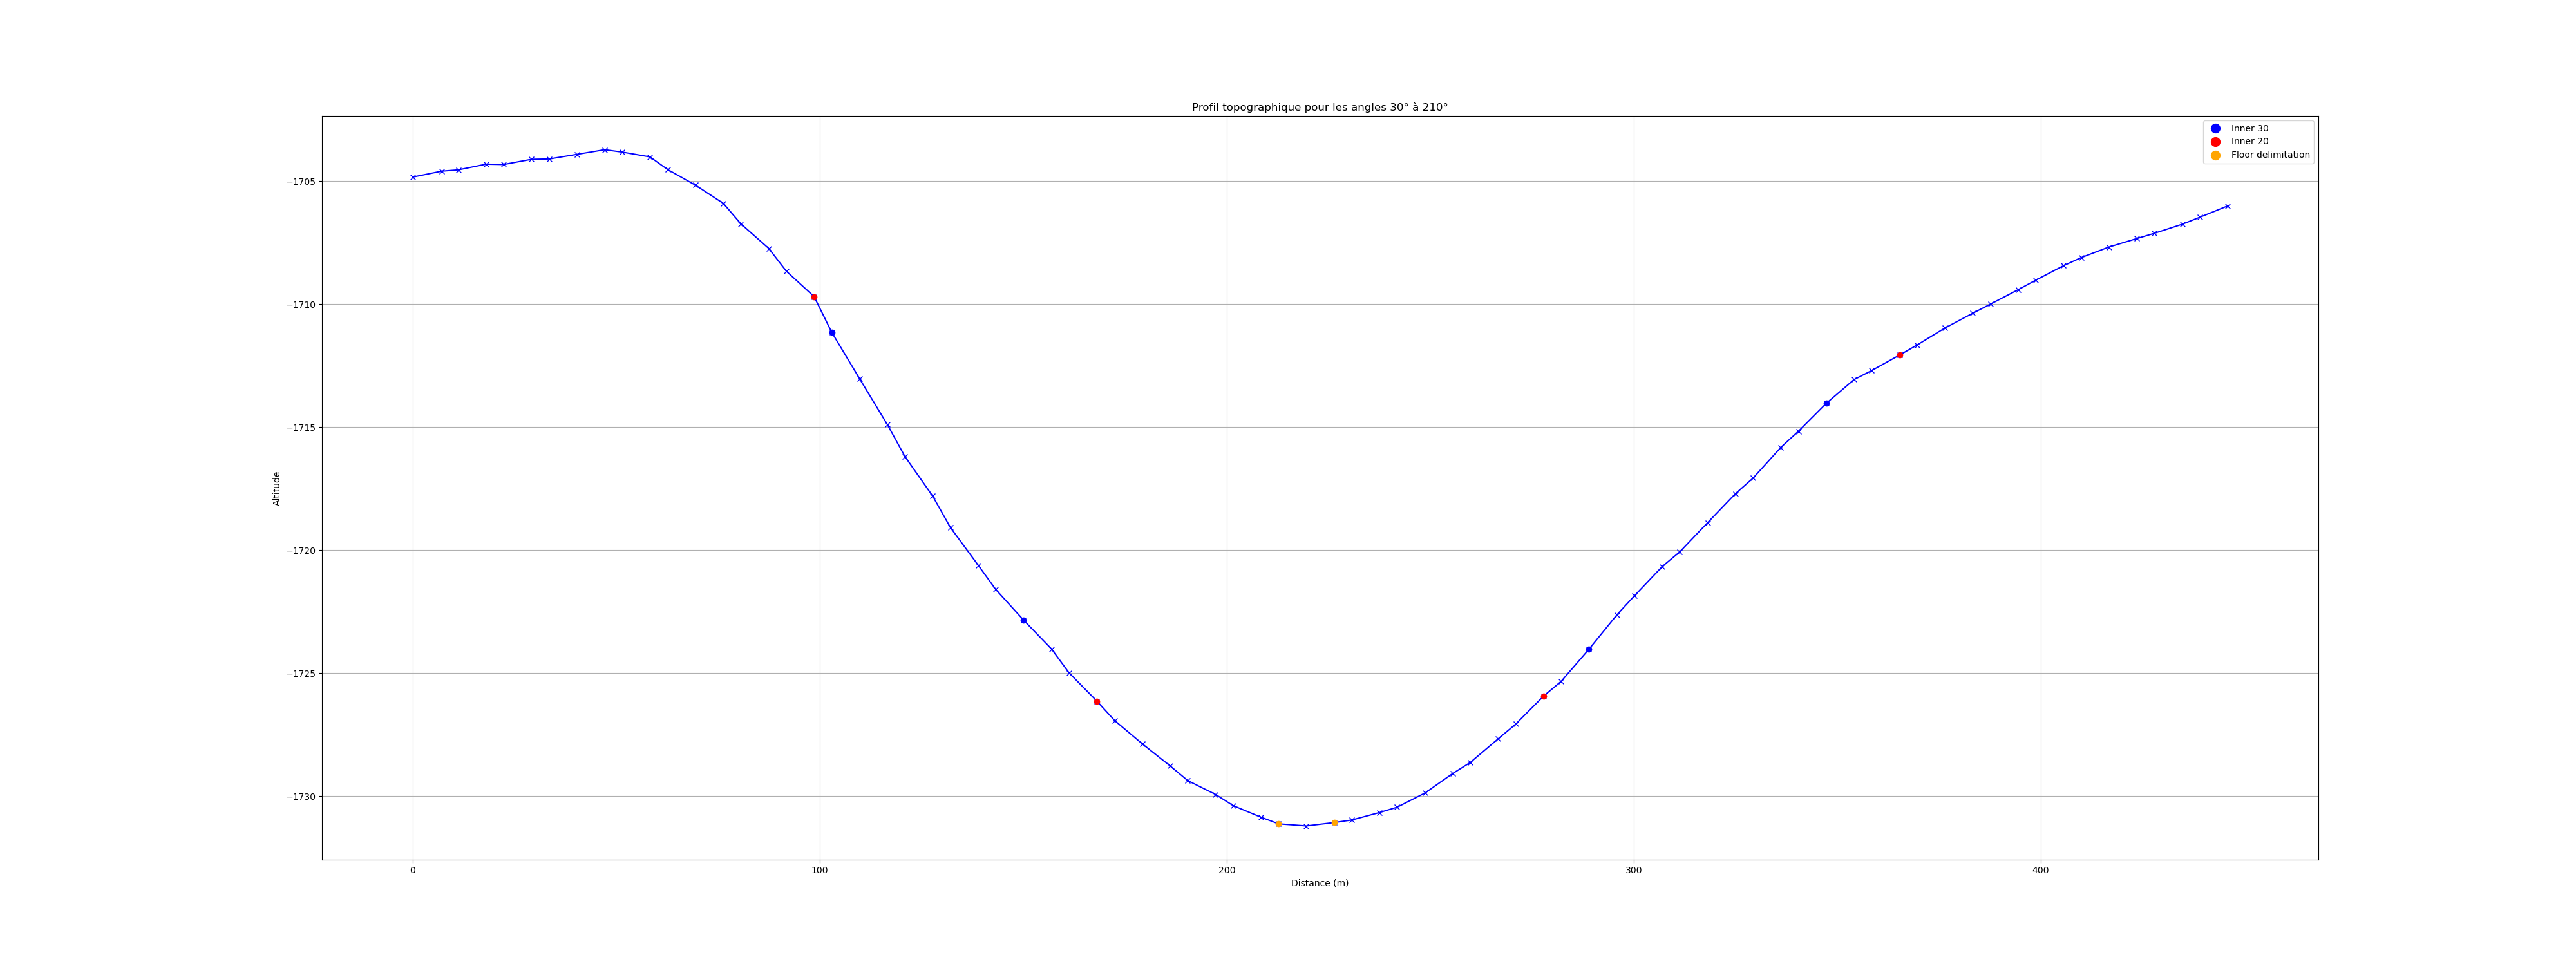 Profil topographique pour les angles 30° à 210°
Inner 30
Inner 20
Floor delimitation
−1705
−1710
−1715
−1720
−1725
−1730
Altitude
0 100 200 300 400
Distance (m)